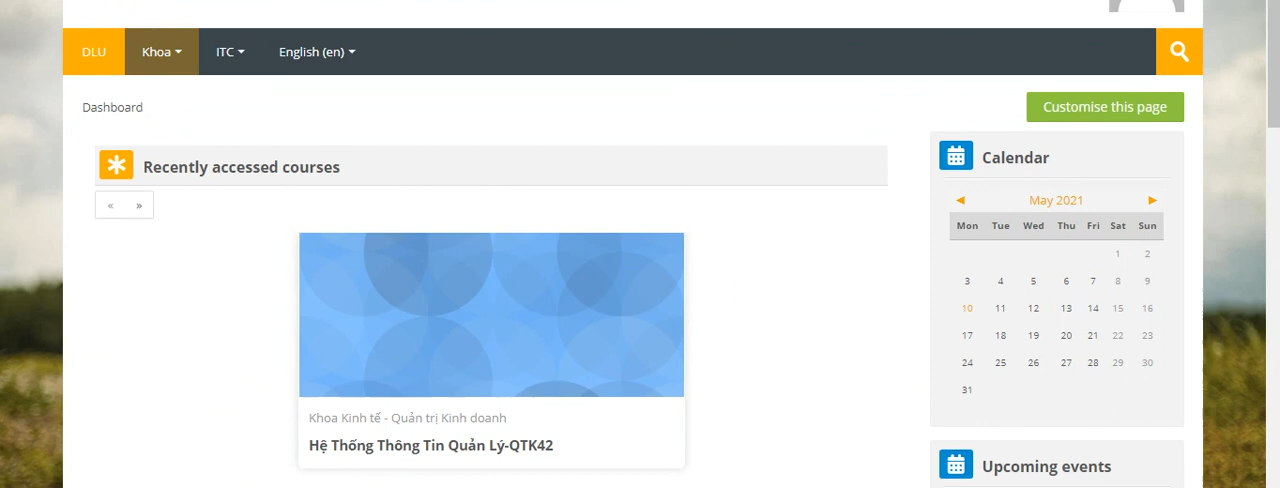 DLU Khoa ITC English (en)
Dashboard
Customise this page
Recently accessed courses
« »
Khoa Kinh tế - Quản trị Kinh doanh
Hệ Thống Thông Tin Quản Lý-QTK42
Calendar
◀ May 2021 ▶
Mon Tue Wed Thu Fri Sat Sun
1 2
3 4 5 6 7 8 9
10 11 12 13 14 15 16
17 18 19 20 21 22 23
24 25 26 27 28 29 30
31
Upcoming events